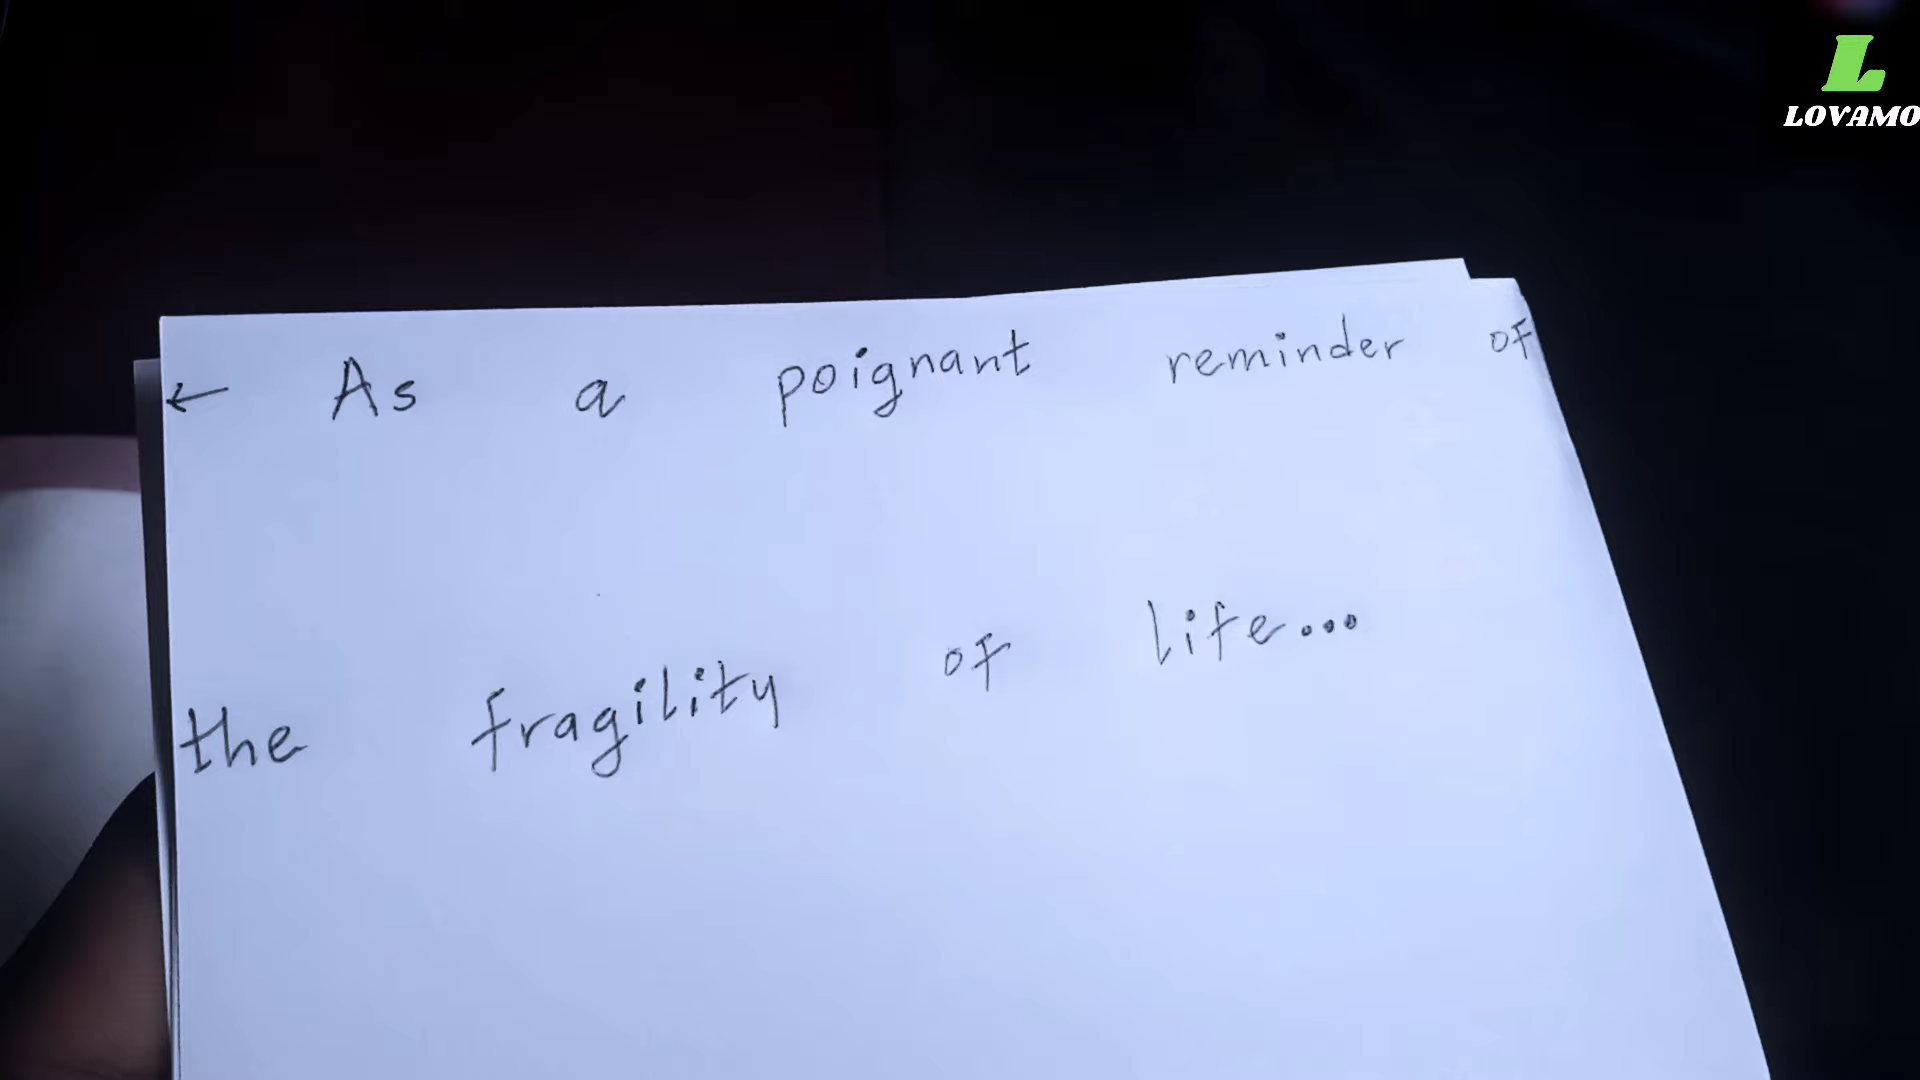 L
LOVAMO
← As a poignant reminder of
the fragility of life...